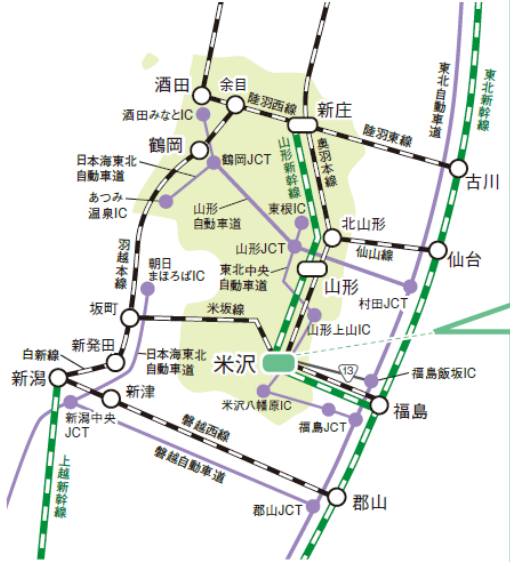 酒田
余目
陸羽西線
新庄
東北自動車道
東北新幹線
酒田みなとIC
陸羽東線
鶴岡
山形新幹線
奥羽本線
日本海東北
自動車道
鶴岡JCT
古川
あつみ
温泉IC
山形
自動車道
東根IC
北山形
羽越本線
朝日
まほろばIC
山形JCT
仙山線
仙台
東北中央
自動車道
山形
村田JCT
坂町
米坂線
山形上山IC
新発田
日本海東北
自動車道
白新線
米沢
13
福島飯坂IC
新潟
新津
米沢八幡原IC
福島
新潟中央
JCT
福島JCT
磐越西線
上越新幹線
磐越自動車道
郡山
郡山JCT